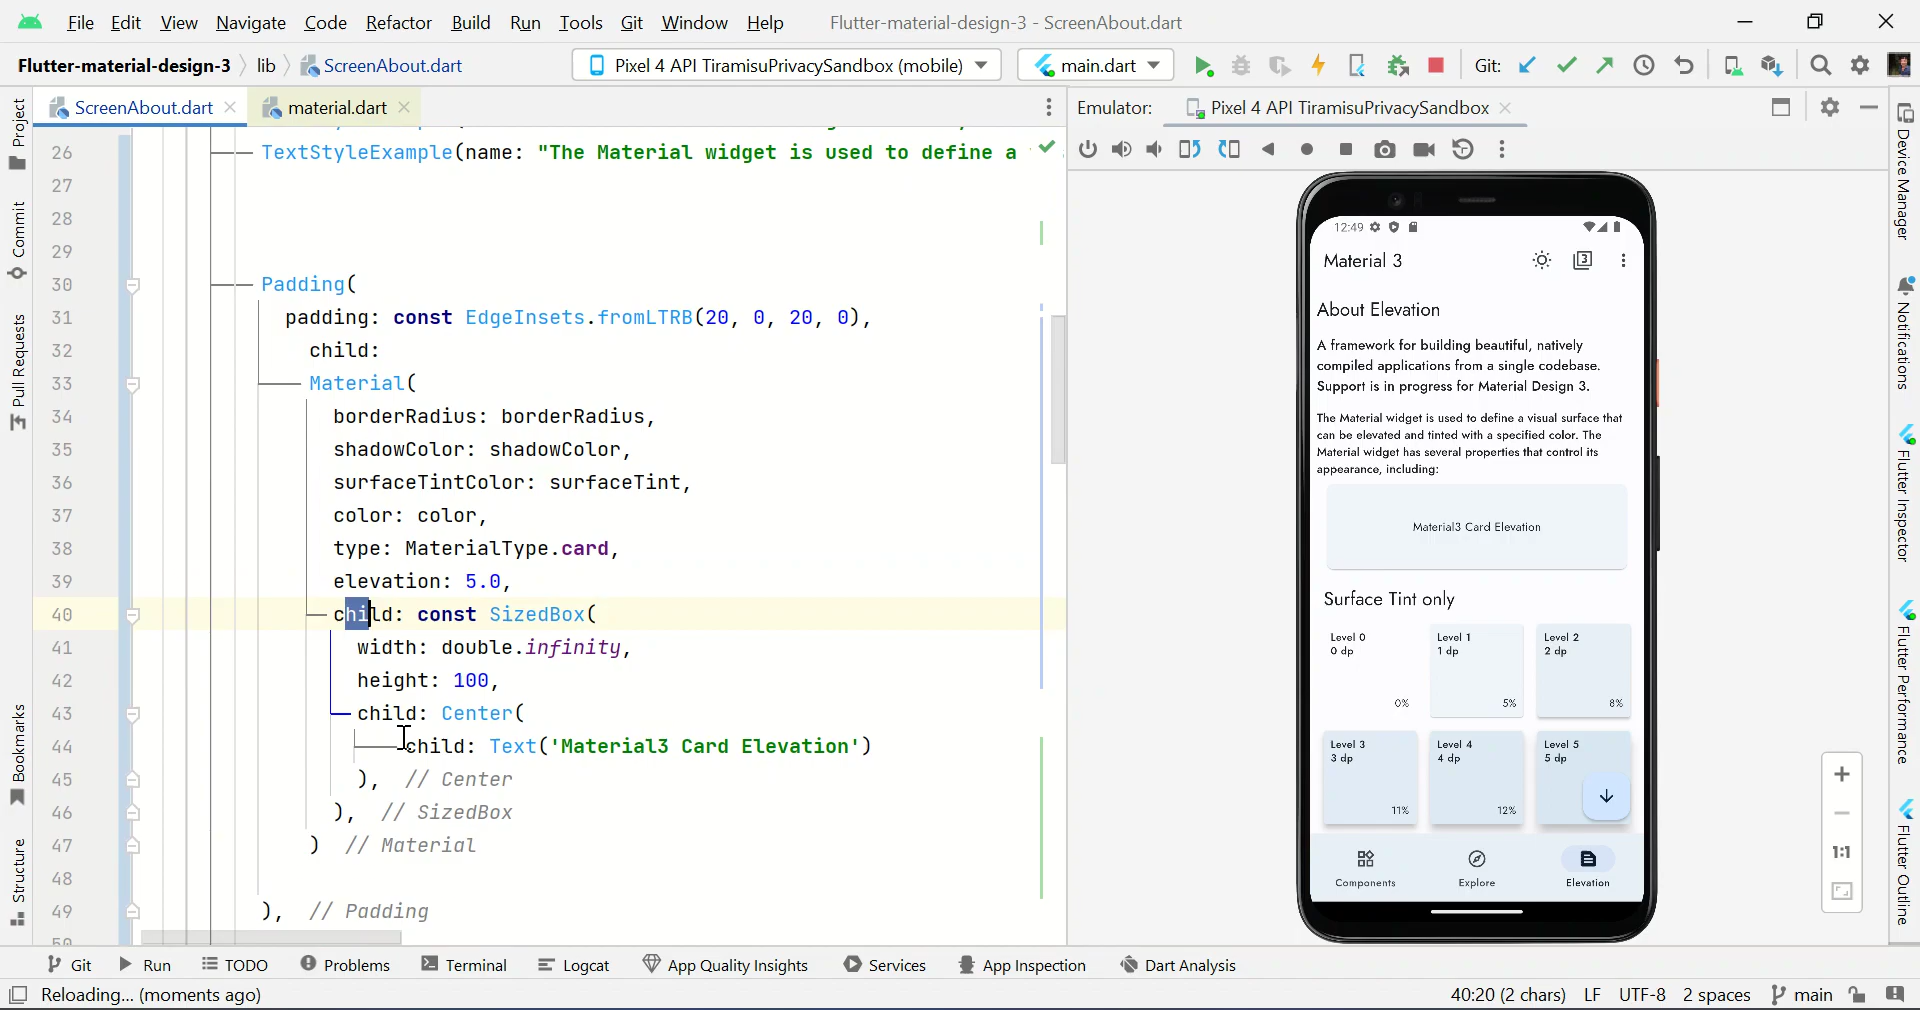 File Edit View Navigate Code Refactor Build Run Tools Git Window Help Flutter-material-design-3 - ScreenAbout.dart
Flutter-material-design-3 lib ScreenAbout.dart Pixel 4 API TiramisuPrivacySandbox (mobile) main.dart Git:
ScreenAbout.dart material.dart Emulator: Pixel 4 API TiramisuPrivacySandbox
Project
Commit
Pull Requests
Bookmarks
Structure
26 TextStyleExample(name: "The Material widget is used to define a
27
28
29
30 Padding(
31 padding: const EdgeInsets.fromLTRB(20, 0, 20, 0),
32 child:
33 Material(
34 borderRadius: borderRadius,
35 shadowColor: shadowColor,
36 surfaceTintColor: surfaceTint,
37 color: color,
38 type: MaterialType.card,
39 elevation: 5.0,
40 child: const SizedBox(
41 width: double.infinity,
42 height: 100,
43 child: Center(
44 child: Text('Material3 Card Elevation')
45 ), // Center
46 ), // SizedBox
47 ) // Material
48
49 ), // Padding
50
12:49
Material 3
3
About Elevation
A framework for building beautiful, natively
compiled applications from a single codebase.
Support is in progress for Material Design 3.
The Material widget is used to define a visual surface that
can be elevated and tinted with a specified color. The
Material widget has several properties that control its
appearance, including:
Material3 Card Elevation
Surface Tint only
Level 0 Level 1 Level 2
0 dp 1 dp 2 dp
0% 5% 8%
Level 3 Level 4 Level 5
3 dp 4 dp 5 dp
11% 12%
Components Explore Elevation
1:1
Device Manager
Notifications
Flutter Inspector
Flutter Performance
Flutter Outline
Git Run TODO Problems Terminal Logcat App Quality Insights Services App Inspection Dart Analysis
Reloading... (moments ago) 40:20 (2 chars) LF UTF-8 2 spaces main